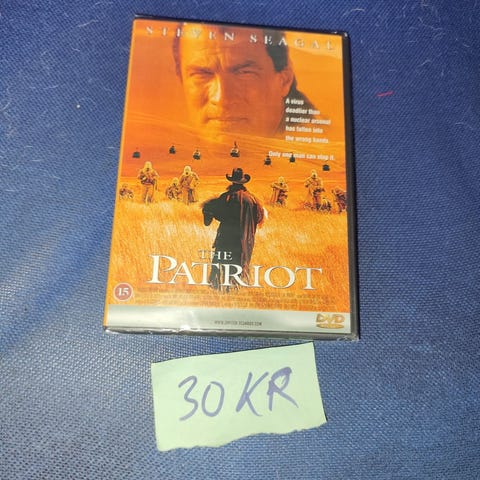 STEVEN SEAGAL
A virus
deadlier than
a nuclear arsenal
has fallen into
the wrong hands.
Only one man can stop it.
THE
PATRIOT
15
DVD
30 KR